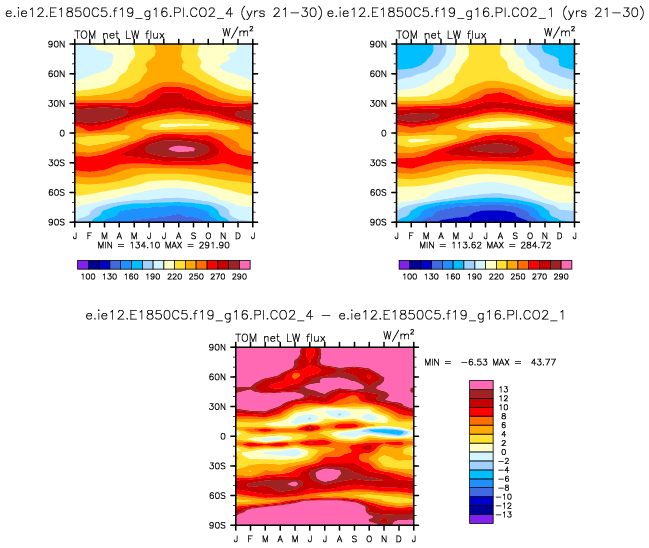 e.ie12.E1850C5.f19_g16.PI.CO2_4 (yrs 21-30) e.ie12.E1850C5.f19_g16.PI.CO2_1 (yrs 21-30)
TOM net LW flux W/m²
90N
60N
30N
0
30S
60S
90S
J F M A M J J A S O N D J
MIN = 134.10 MAX = 291.90
100 130 160 190 220 250 270 290
TOM net LW flux W/m²
90N
60N
30N
0
30S
60S
90S
J F M A M J J A S O N D J
MIN = 113.62 MAX = 284.72
100 130 160 190 220 250 270 290
e.ie12.E1850C5.f19_g16.PI.CO2_4 - e.ie12.E1850C5.f19_g16.PI.CO2_1
TOM net LW flux W/m²
90N
60N
30N
0
30S
60S
90S
J F M A M J J A S O N D J
MIN = -6.53 MAX = 43.77
13
12
10
8
6
4
2
0
-2
-4
-6
-8
-10
-12
-13